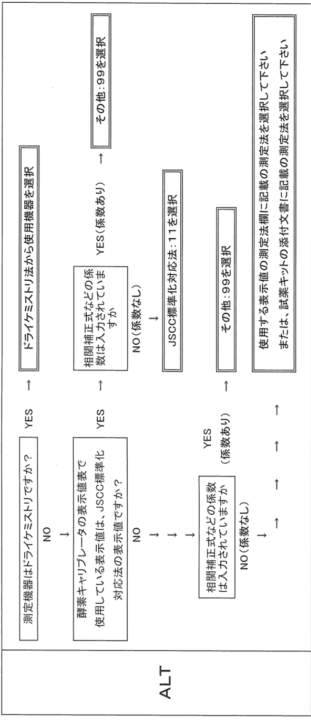 ALT
測定機器はドライケミストリですか?
YES
→
ドライケミストリ法から使用機器を選択
NO
↓
酵素キャリブレータの表示値表で
使用している表示値は、JSCC標準化
対応法の表示値ですか?
YES
→
相関補正式などの係
数は入力されていま
すか
YES(係数あり)
→
その他:99を選択
NO(係数なし)
↓
JSCC標準化対応法:11を選択
NO
↓
↓
↓
相関補正式などの係数
は入力されていますか
YES
(係数あり)
→
その他:99を選択
NO(係数なし)
↓
→ → → →
使用する表示値の測定法欄に記載の測定法を選択して下さい
または、試薬キットの添付文書に記載の測定法を選択して下さい